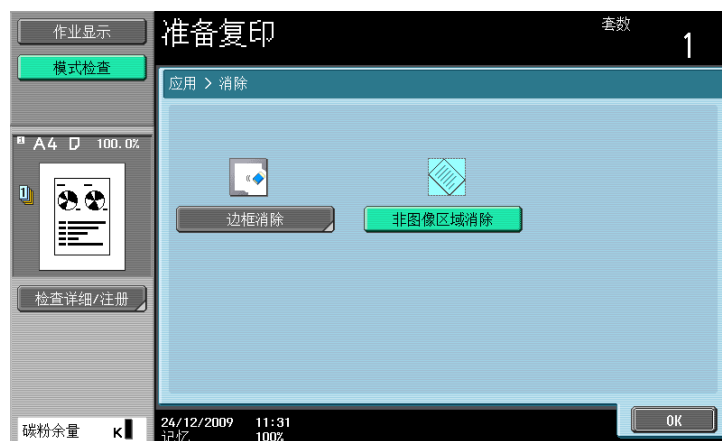 作业显示
准备复印
套数
1
模式检查
应用 > 消除
A4 100.0%
1
边框消除
非图像区域消除
检查详细/注册
24/12/2009 11:31
OK
碳粉余量 K
记忆 100%